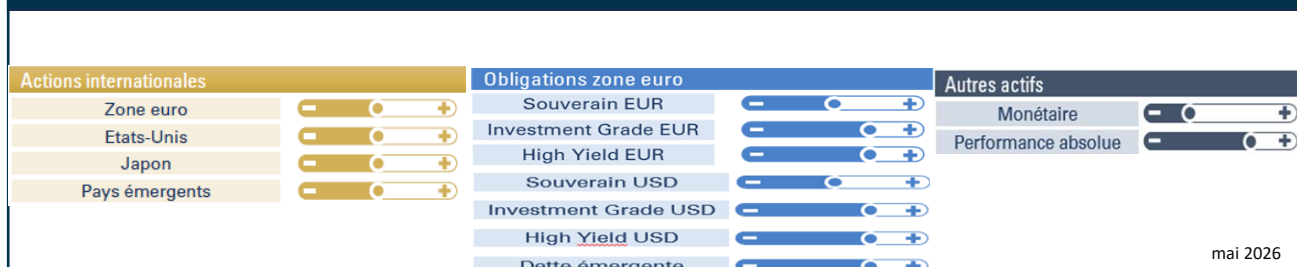 Actions internationales
Zone euro
Etats-Unis
Japon
Pays émergents
Obligations zone euro
Souverain EUR
Investment Grade EUR
High Yield EUR
Souverain USD
Investment Grade USD
High Yield USD
Dette émergente
Autres actifs
Monétaire
Performance absolue
mai 2026